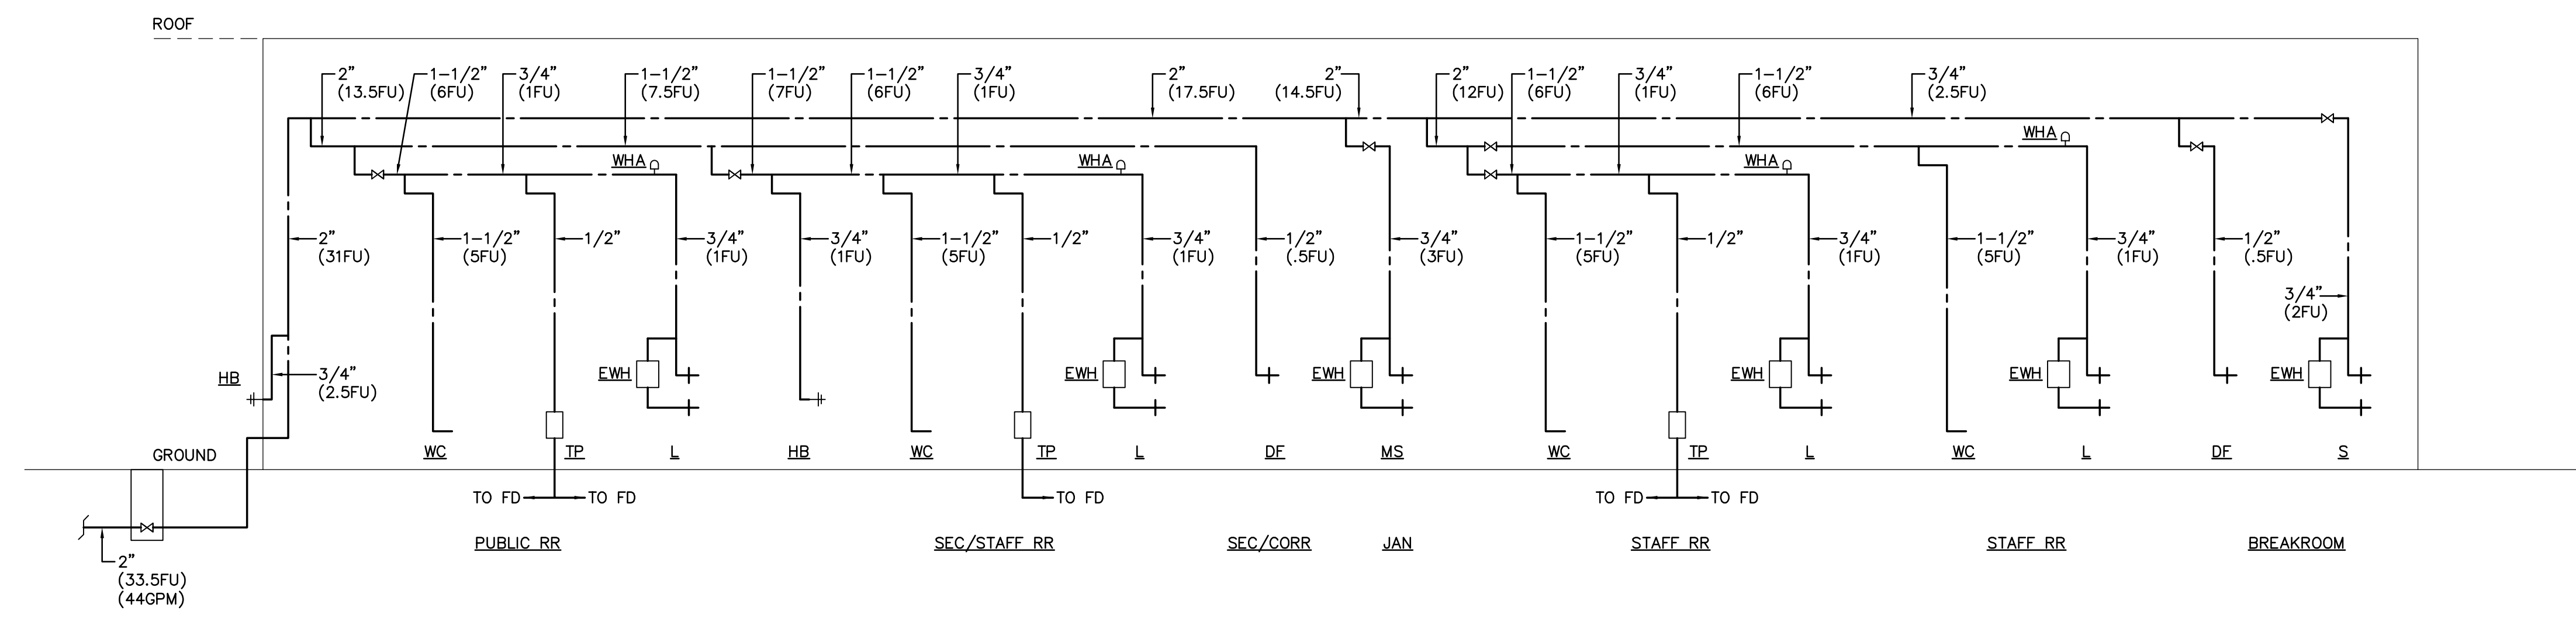 ROOF
2" 1-1/2" 3/4" 1-1/2" 1-1/2" 1-1/2" 3/4" 2" 2" 2" 1-1/2" 3/4" 1-1/2" 3/4"
(13.5FU) (6FU) (1FU) (7.5FU) (7FU) (6FU) (1FU) (17.5FU) (14.5FU) (12FU) (6FU) (1FU) (6FU) (2.5FU)
WHA
WHA WHA WHA
2" 1-1/2" 1/2" 3/4" 3/4" 1-1/2" 1/2" 3/4" 1/2" 3/4" 1-1/2" 1/2" 3/4" 1-1/2" 3/4" 1/2"
(31FU) (5FU) (1FU) (1FU) (5FU) (1FU) (.5FU) (3FU) (5FU) (1FU) (5FU) (1FU) (.5FU)
3/4"
(2FU)
HB 3/4" EWH EWH EWH EWH EWH EWH
(2.5FU)
GROUND WC TP L HB WC TP L DF MS WC TP L WC L DF S
TO FD TO FD TO FD TO FD TO FD
PUBLIC RR SEC/STAFF RR SEC/CORR JAN STAFF RR STAFF RR BREAKROOM
2"
(33.5FU)
(44GPM)